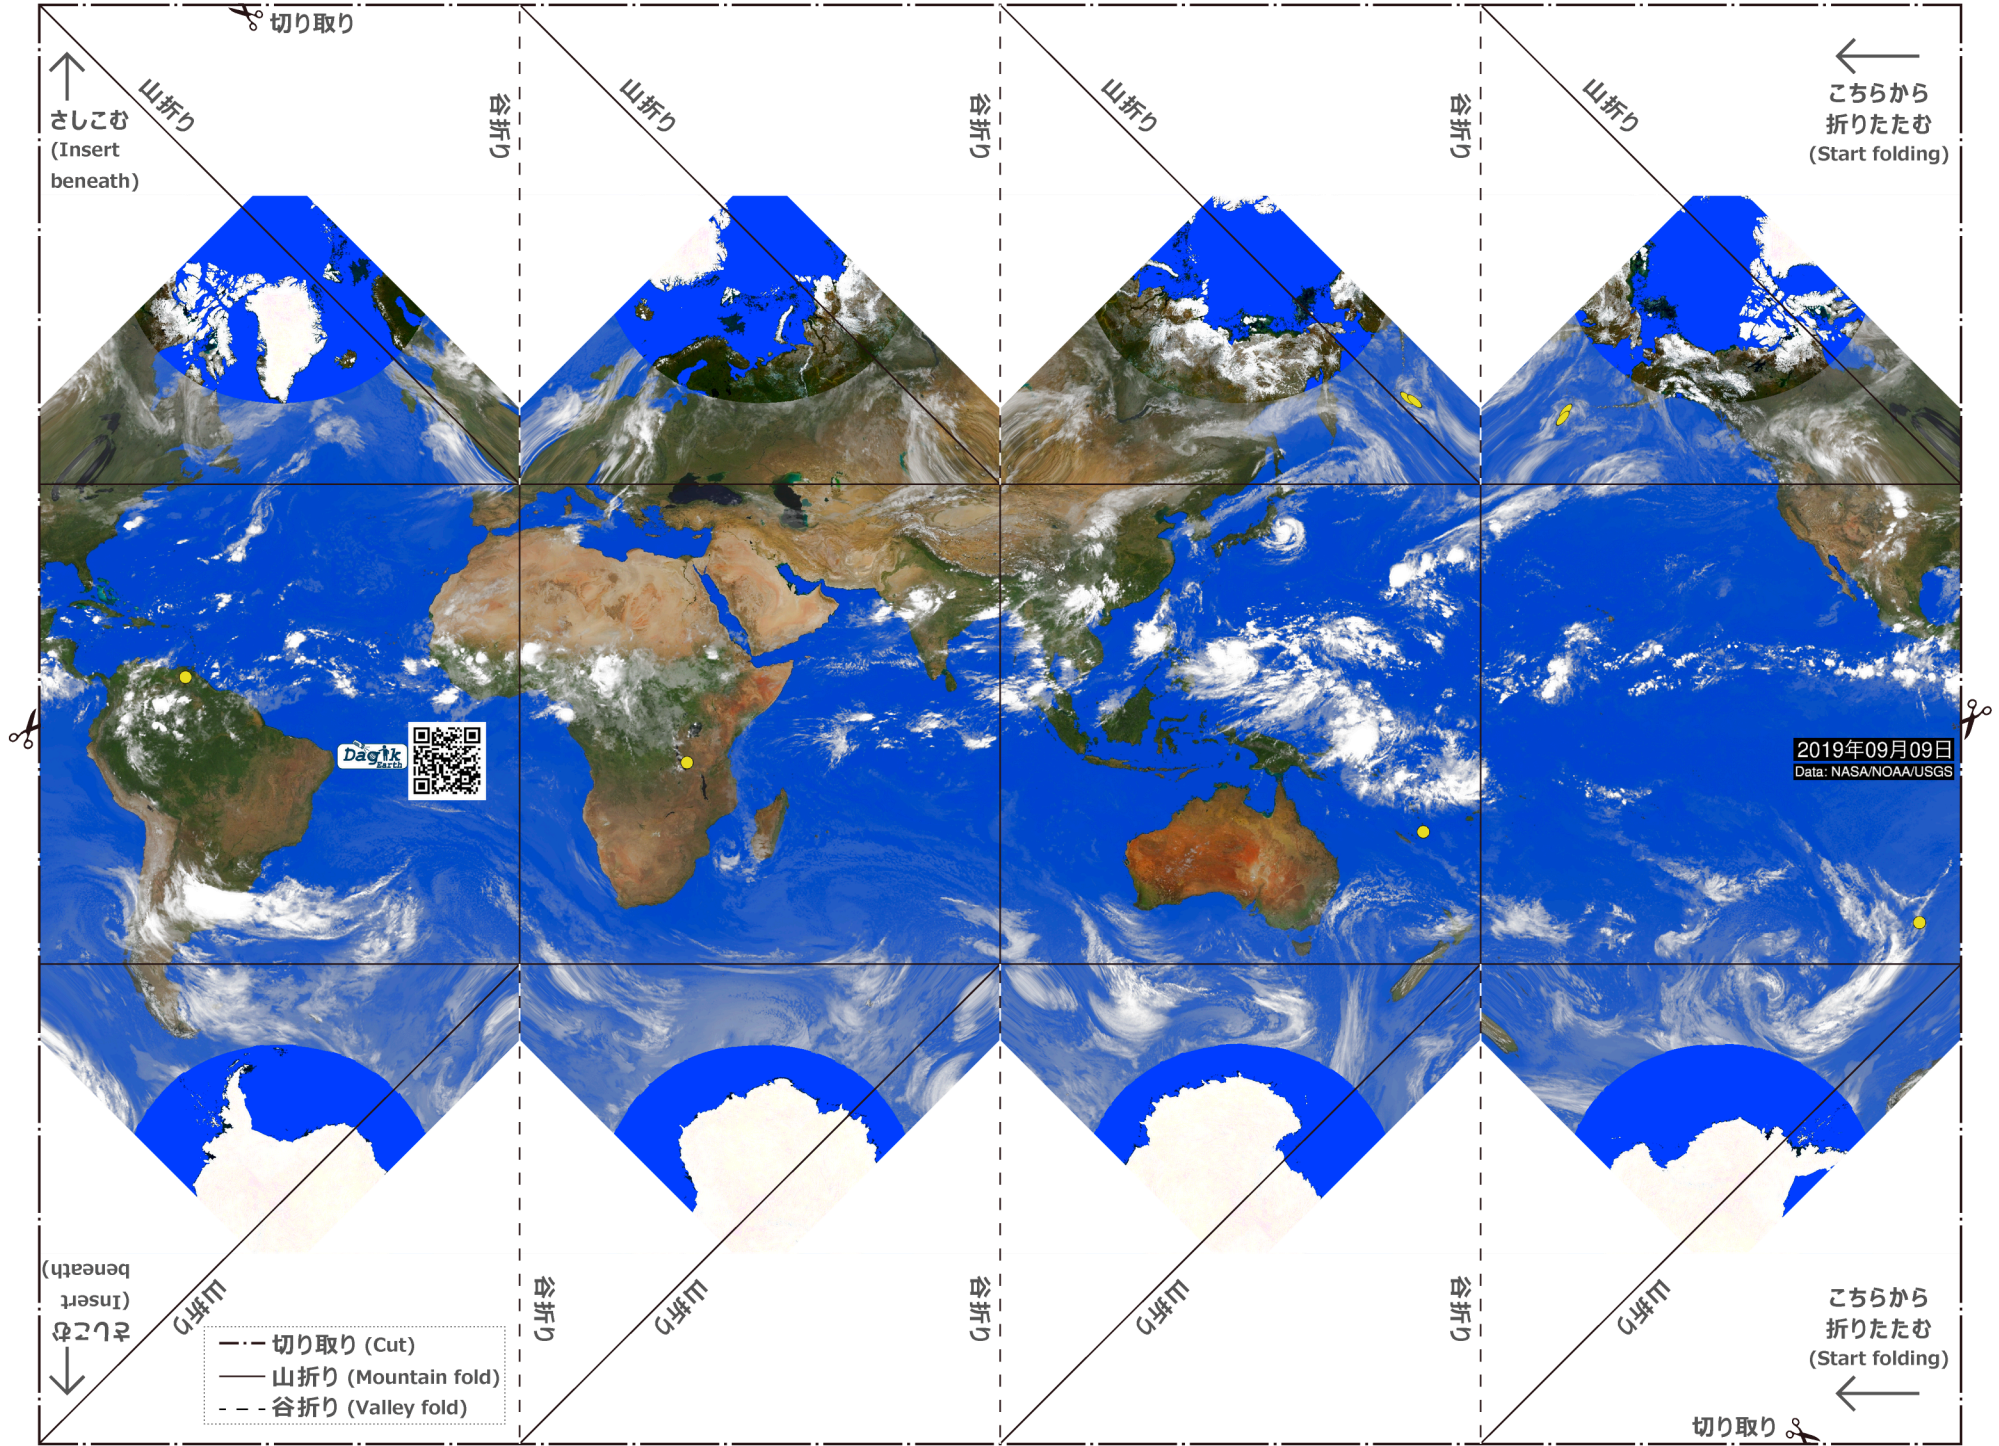 切り取り
さしこむ
(Insert
beneath)
山折り
谷折り
山折り
谷折り
山折り
谷折り
山折り
こちらから
折りたたむ
(Start folding)
Dagik
Earth
2019年09月09日
Data: NASA/NOAA/USGS
さしこむ
(Insert
beneath)
山折り
谷折り
山折り
谷折り
山折り
谷折り
山折り
こちらから
折りたたむ
(Start folding)
切り取り (Cut)
山折り (Mountain fold)
谷折り (Valley fold)
切り取り